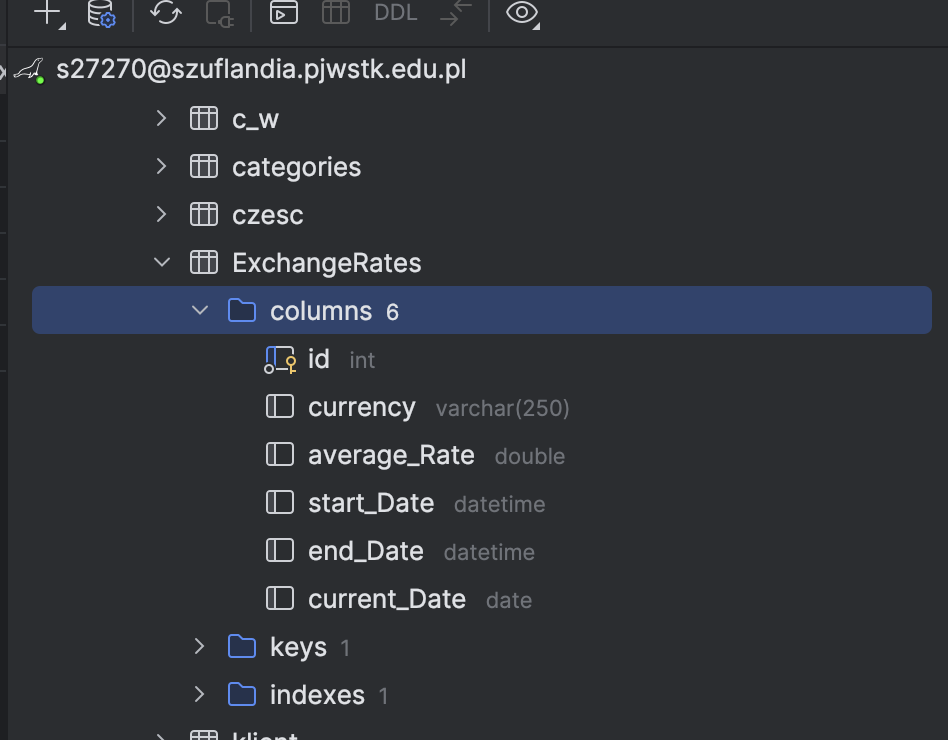 DDL
s27270@szuflandia.pjwstk.edu.pl
c_w
categories
czesc
ExchangeRates
columns 6
id int
currency varchar(250)
average_Rate double
start_Date datetime
end_Date datetime
current_Date date
keys 1
indexes 1
klient